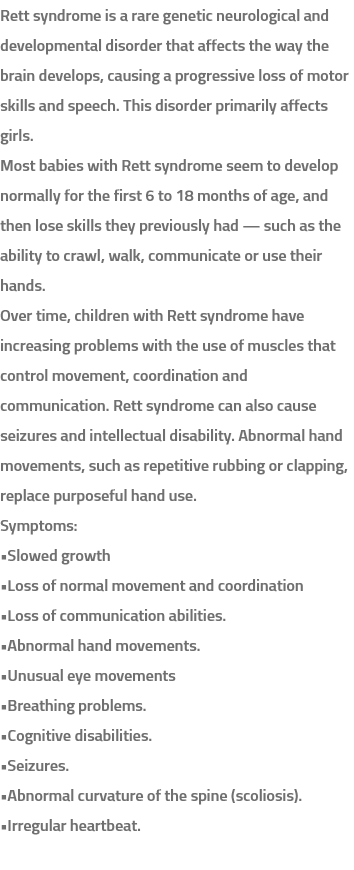 Rett syndrome is a rare genetic neurological and
developmental disorder that affects the way the
brain develops, causing a progressive loss of motor
skills and speech. This disorder primarily affects
girls.
Most babies with Rett syndrome seem to develop
normally for the first 6 to 18 months of age, and
then lose skills they previously had — such as the
ability to crawl, walk, communicate or use their
hands.
Over time, children with Rett syndrome have
increasing problems with the use of muscles that
control movement, coordination and
communication. Rett syndrome can also cause
seizures and intellectual disability. Abnormal hand
movements, such as repetitive rubbing or clapping,
replace purposeful hand use.
Symptoms:
▪Slowed growth
▪Loss of normal movement and coordination
▪Loss of communication abilities.
▪Abnormal hand movements.
▪Unusual eye movements
▪Breathing problems.
▪Cognitive disabilities.
▪Seizures.
▪Abnormal curvature of the spine (scoliosis).
▪Irregular heartbeat.